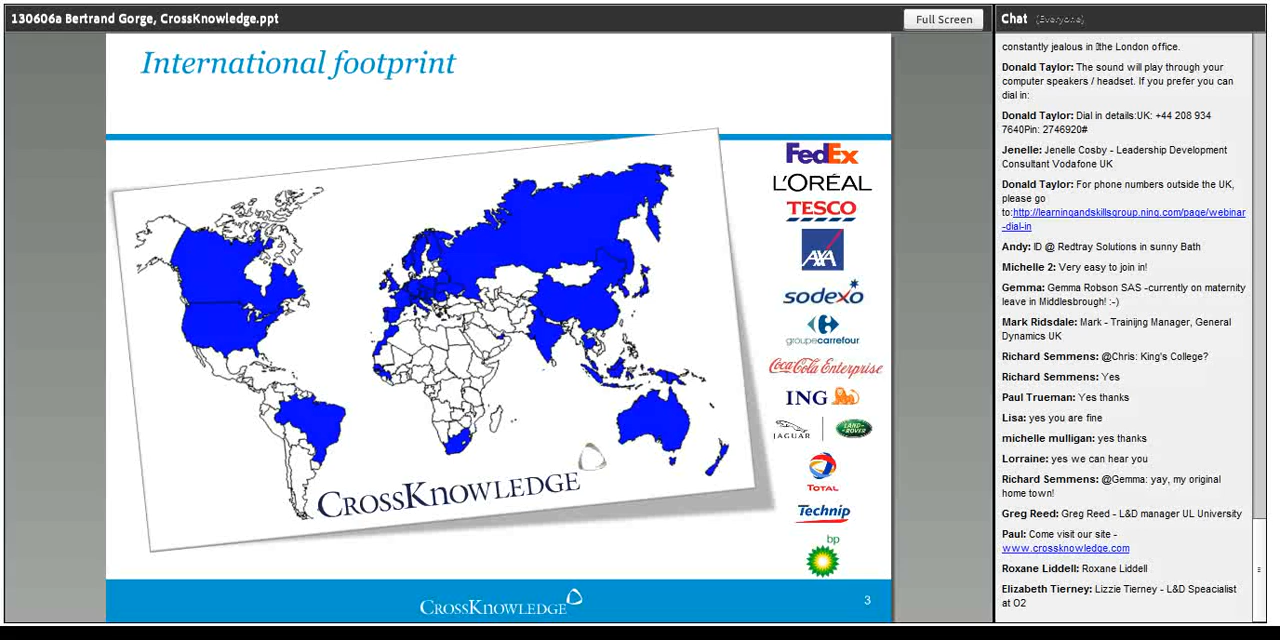 130606a Bertrand Gorge, CrossKnowledge.ppt
Full Screen
International footprint
FedEx
L'ORÉAL
TESCO
AXA
sodexo
groupecarrefour
Coca-Cola Enterprise
ING
JAGUAR
LAND-
ROVER
TOTAL
Technip
bp
CROSSKNOWLEDGE
CROSSKNOWLEDGE
3
Chat (Everyone)
constantly jealous in the London office.
Donald Taylor: The sound will play through your
computer speakers / headset. If you prefer you can
dial in:
Donald Taylor: Dial in details:UK: +44 208 934
7640Pin: 2746920#
Jenelle: Jenelle Cosby - Leadership Development
Consultant Vodafone UK
Donald Taylor: For phone numbers outside the UK,
please go
to:http://learningandskillsgroup.ning.com/page/webinar
-dial-in
Andy: ID @ Redtray Solutions in sunny Bath
Michelle 2: Very easy to join in!
Gemma: Gemma Robson SAS -currently on maternity
leave in Middlesbrough! :-)
Mark Ridsdale: Mark - Trainijng Manager, General
Dynamics UK
Richard Semmens: @Chris: King's College?
Richard Semmens: Yes
Paul Trueman: Yes thanks
Lisa: yes you are fine
michelle mulligan: yes thanks
Lorraine: yes we can hear you
Richard Semmens: @Gemma: yay, my original
home town!
Greg Reed: Greg Reed - L&D manager UL University
Paul: Come visit our site -
www.crossknowledge.com
Roxane Liddell: Roxane Liddell
Elizabeth Tierney: Lizzie Tierney - L&D Speacialist
at O2